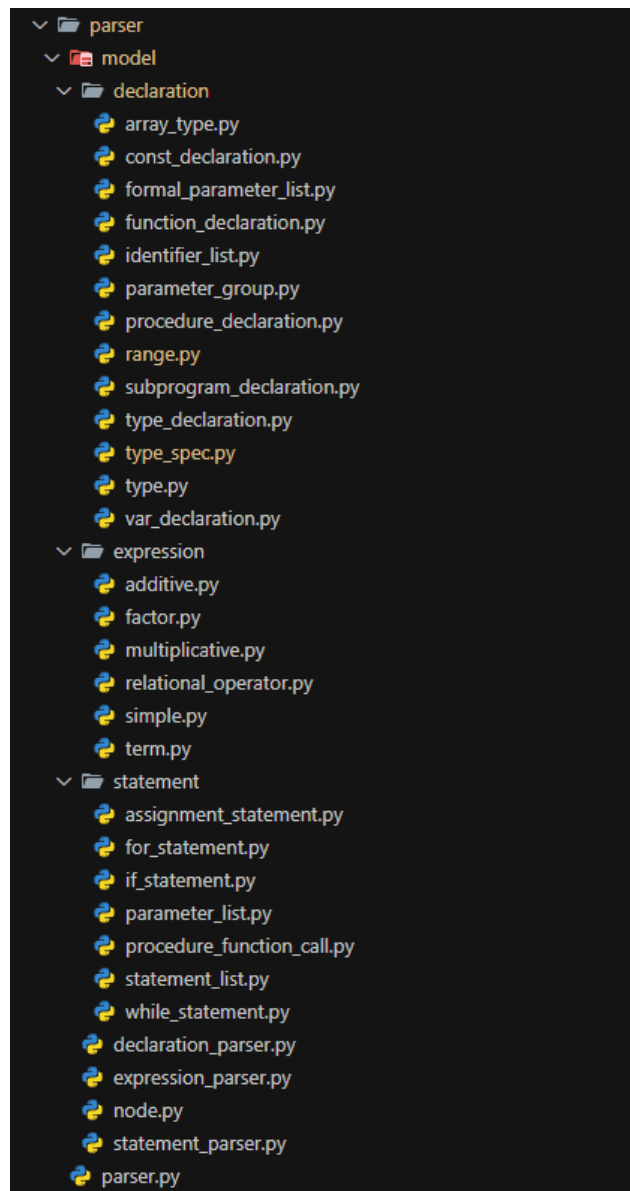 parser
model
declaration
array_type.py
const_declaration.py
formal_parameter_list.py
function_declaration.py
identifier_list.py
parameter_group.py
procedure_declaration.py
range.py
subprogram_declaration.py
type_declaration.py
type_spec.py
type.py
var_declaration.py
expression
additive.py
factor.py
multiplicative.py
relational_operator.py
simple.py
term.py
statement
assignment_statement.py
for_statement.py
if_statement.py
parameter_list.py
procedure_function_call.py
statement_list.py
while_statement.py
declaration_parser.py
expression_parser.py
node.py
statement_parser.py
parser.py